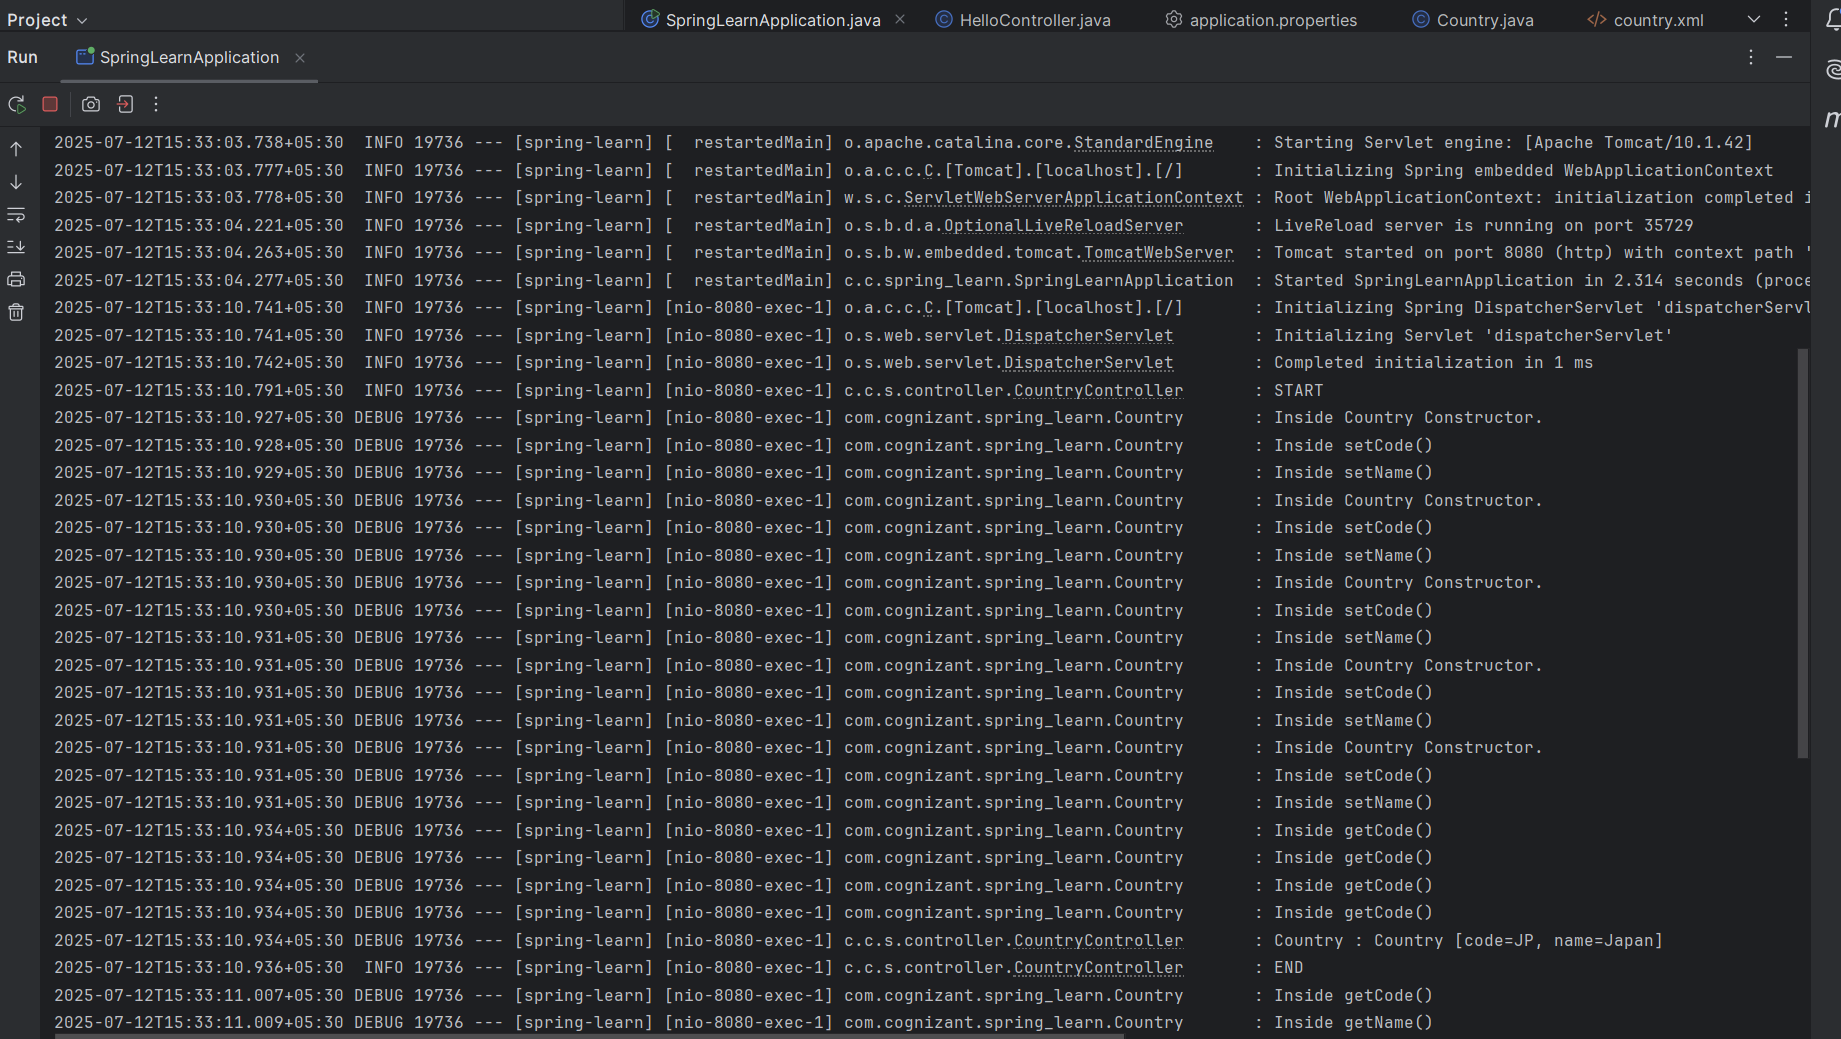 Project
SpringLearnApplication.java
HelloController.java
application.properties
Country.java
</> country.xml
Run
SpringLearnApplication
2025-07-12T15:33:03.738+05:30  INFO 19736 --- [spring-learn] [  restartedMain] o.apache.catalina.core.StandardEngine    : Starting Servlet engine: [Apache Tomcat/10.1.42]
2025-07-12T15:33:03.777+05:30  INFO 19736 --- [spring-learn] [  restartedMain] o.a.c.c.C.[Tomcat].[localhost].[/]       : Initializing Spring embedded WebApplicationContext
2025-07-12T15:33:03.778+05:30  INFO 19736 --- [spring-learn] [  restartedMain] w.s.c.ServletWebServerApplicationContext : Root WebApplicationContext: initialization completed i
2025-07-12T15:33:04.221+05:30  INFO 19736 --- [spring-learn] [  restartedMain] o.s.b.d.a.OptionalLiveReloadServer       : LiveReload server is running on port 35729
2025-07-12T15:33:04.263+05:30  INFO 19736 --- [spring-learn] [  restartedMain] o.s.b.w.embedded.tomcat.TomcatWebServer  : Tomcat started on port 8080 (http) with context path '
2025-07-12T15:33:04.277+05:30  INFO 19736 --- [spring-learn] [  restartedMain] c.c.spring_learn.SpringLearnApplication  : Started SpringLearnApplication in 2.314 seconds (proce
2025-07-12T15:33:10.741+05:30  INFO 19736 --- [spring-learn] [nio-8080-exec-1] o.a.c.c.C.[Tomcat].[localhost].[/]       : Initializing Spring DispatcherServlet 'dispatcherServl
2025-07-12T15:33:10.741+05:30  INFO 19736 --- [spring-learn] [nio-8080-exec-1] o.s.web.servlet.DispatcherServlet        : Initializing Servlet 'dispatcherServlet'
2025-07-12T15:33:10.742+05:30  INFO 19736 --- [spring-learn] [nio-8080-exec-1] o.s.web.servlet.DispatcherServlet        : Completed initialization in 1 ms
2025-07-12T15:33:10.791+05:30  INFO 19736 --- [spring-learn] [nio-8080-exec-1] c.c.s.controller.CountryController       : START
2025-07-12T15:33:10.927+05:30 DEBUG 19736 --- [spring-learn] [nio-8080-exec-1] com.cognizant.spring_learn.Country       : Inside Country Constructor.
2025-07-12T15:33:10.928+05:30 DEBUG 19736 --- [spring-learn] [nio-8080-exec-1] com.cognizant.spring_learn.Country       : Inside setCode()
2025-07-12T15:33:10.929+05:30 DEBUG 19736 --- [spring-learn] [nio-8080-exec-1] com.cognizant.spring_learn.Country       : Inside setName()
2025-07-12T15:33:10.930+05:30 DEBUG 19736 --- [spring-learn] [nio-8080-exec-1] com.cognizant.spring_learn.Country       : Inside Country Constructor.
2025-07-12T15:33:10.930+05:30 DEBUG 19736 --- [spring-learn] [nio-8080-exec-1] com.cognizant.spring_learn.Country       : Inside setCode()
2025-07-12T15:33:10.930+05:30 DEBUG 19736 --- [spring-learn] [nio-8080-exec-1] com.cognizant.spring_learn.Country       : Inside setName()
2025-07-12T15:33:10.930+05:30 DEBUG 19736 --- [spring-learn] [nio-8080-exec-1] com.cognizant.spring_learn.Country       : Inside Country Constructor.
2025-07-12T15:33:10.930+05:30 DEBUG 19736 --- [spring-learn] [nio-8080-exec-1] com.cognizant.spring_learn.Country       : Inside setCode()
2025-07-12T15:33:10.931+05:30 DEBUG 19736 --- [spring-learn] [nio-8080-exec-1] com.cognizant.spring_learn.Country       : Inside setName()
2025-07-12T15:33:10.931+05:30 DEBUG 19736 --- [spring-learn] [nio-8080-exec-1] com.cognizant.spring_learn.Country       : Inside Country Constructor.
2025-07-12T15:33:10.931+05:30 DEBUG 19736 --- [spring-learn] [nio-8080-exec-1] com.cognizant.spring_learn.Country       : Inside setCode()
2025-07-12T15:33:10.931+05:30 DEBUG 19736 --- [spring-learn] [nio-8080-exec-1] com.cognizant.spring_learn.Country       : Inside setName()
2025-07-12T15:33:10.931+05:30 DEBUG 19736 --- [spring-learn] [nio-8080-exec-1] com.cognizant.spring_learn.Country       : Inside Country Constructor.
2025-07-12T15:33:10.931+05:30 DEBUG 19736 --- [spring-learn] [nio-8080-exec-1] com.cognizant.spring_learn.Country       : Inside setCode()
2025-07-12T15:33:10.931+05:30 DEBUG 19736 --- [spring-learn] [nio-8080-exec-1] com.cognizant.spring_learn.Country       : Inside setName()
2025-07-12T15:33:10.934+05:30 DEBUG 19736 --- [spring-learn] [nio-8080-exec-1] com.cognizant.spring_learn.Country       : Inside getCode()
2025-07-12T15:33:10.934+05:30 DEBUG 19736 --- [spring-learn] [nio-8080-exec-1] com.cognizant.spring_learn.Country       : Inside getCode()
2025-07-12T15:33:10.934+05:30 DEBUG 19736 --- [spring-learn] [nio-8080-exec-1] com.cognizant.spring_learn.Country       : Inside getCode()
2025-07-12T15:33:10.934+05:30 DEBUG 19736 --- [spring-learn] [nio-8080-exec-1] com.cognizant.spring_learn.Country       : Inside getCode()
2025-07-12T15:33:10.934+05:30 DEBUG 19736 --- [spring-learn] [nio-8080-exec-1] c.c.s.controller.CountryController       : Country : Country [code=JP, name=Japan]
2025-07-12T15:33:10.936+05:30  INFO 19736 --- [spring-learn] [nio-8080-exec-1] c.c.s.controller.CountryController       : END
2025-07-12T15:33:11.007+05:30 DEBUG 19736 --- [spring-learn] [nio-8080-exec-1] com.cognizant.spring_learn.Country       : Inside getCode()
2025-07-12T15:33:11.009+05:30 DEBUG 19736 --- [spring-learn] [nio-8080-exec-1] com.cognizant.spring_learn.Country       : Inside getName()